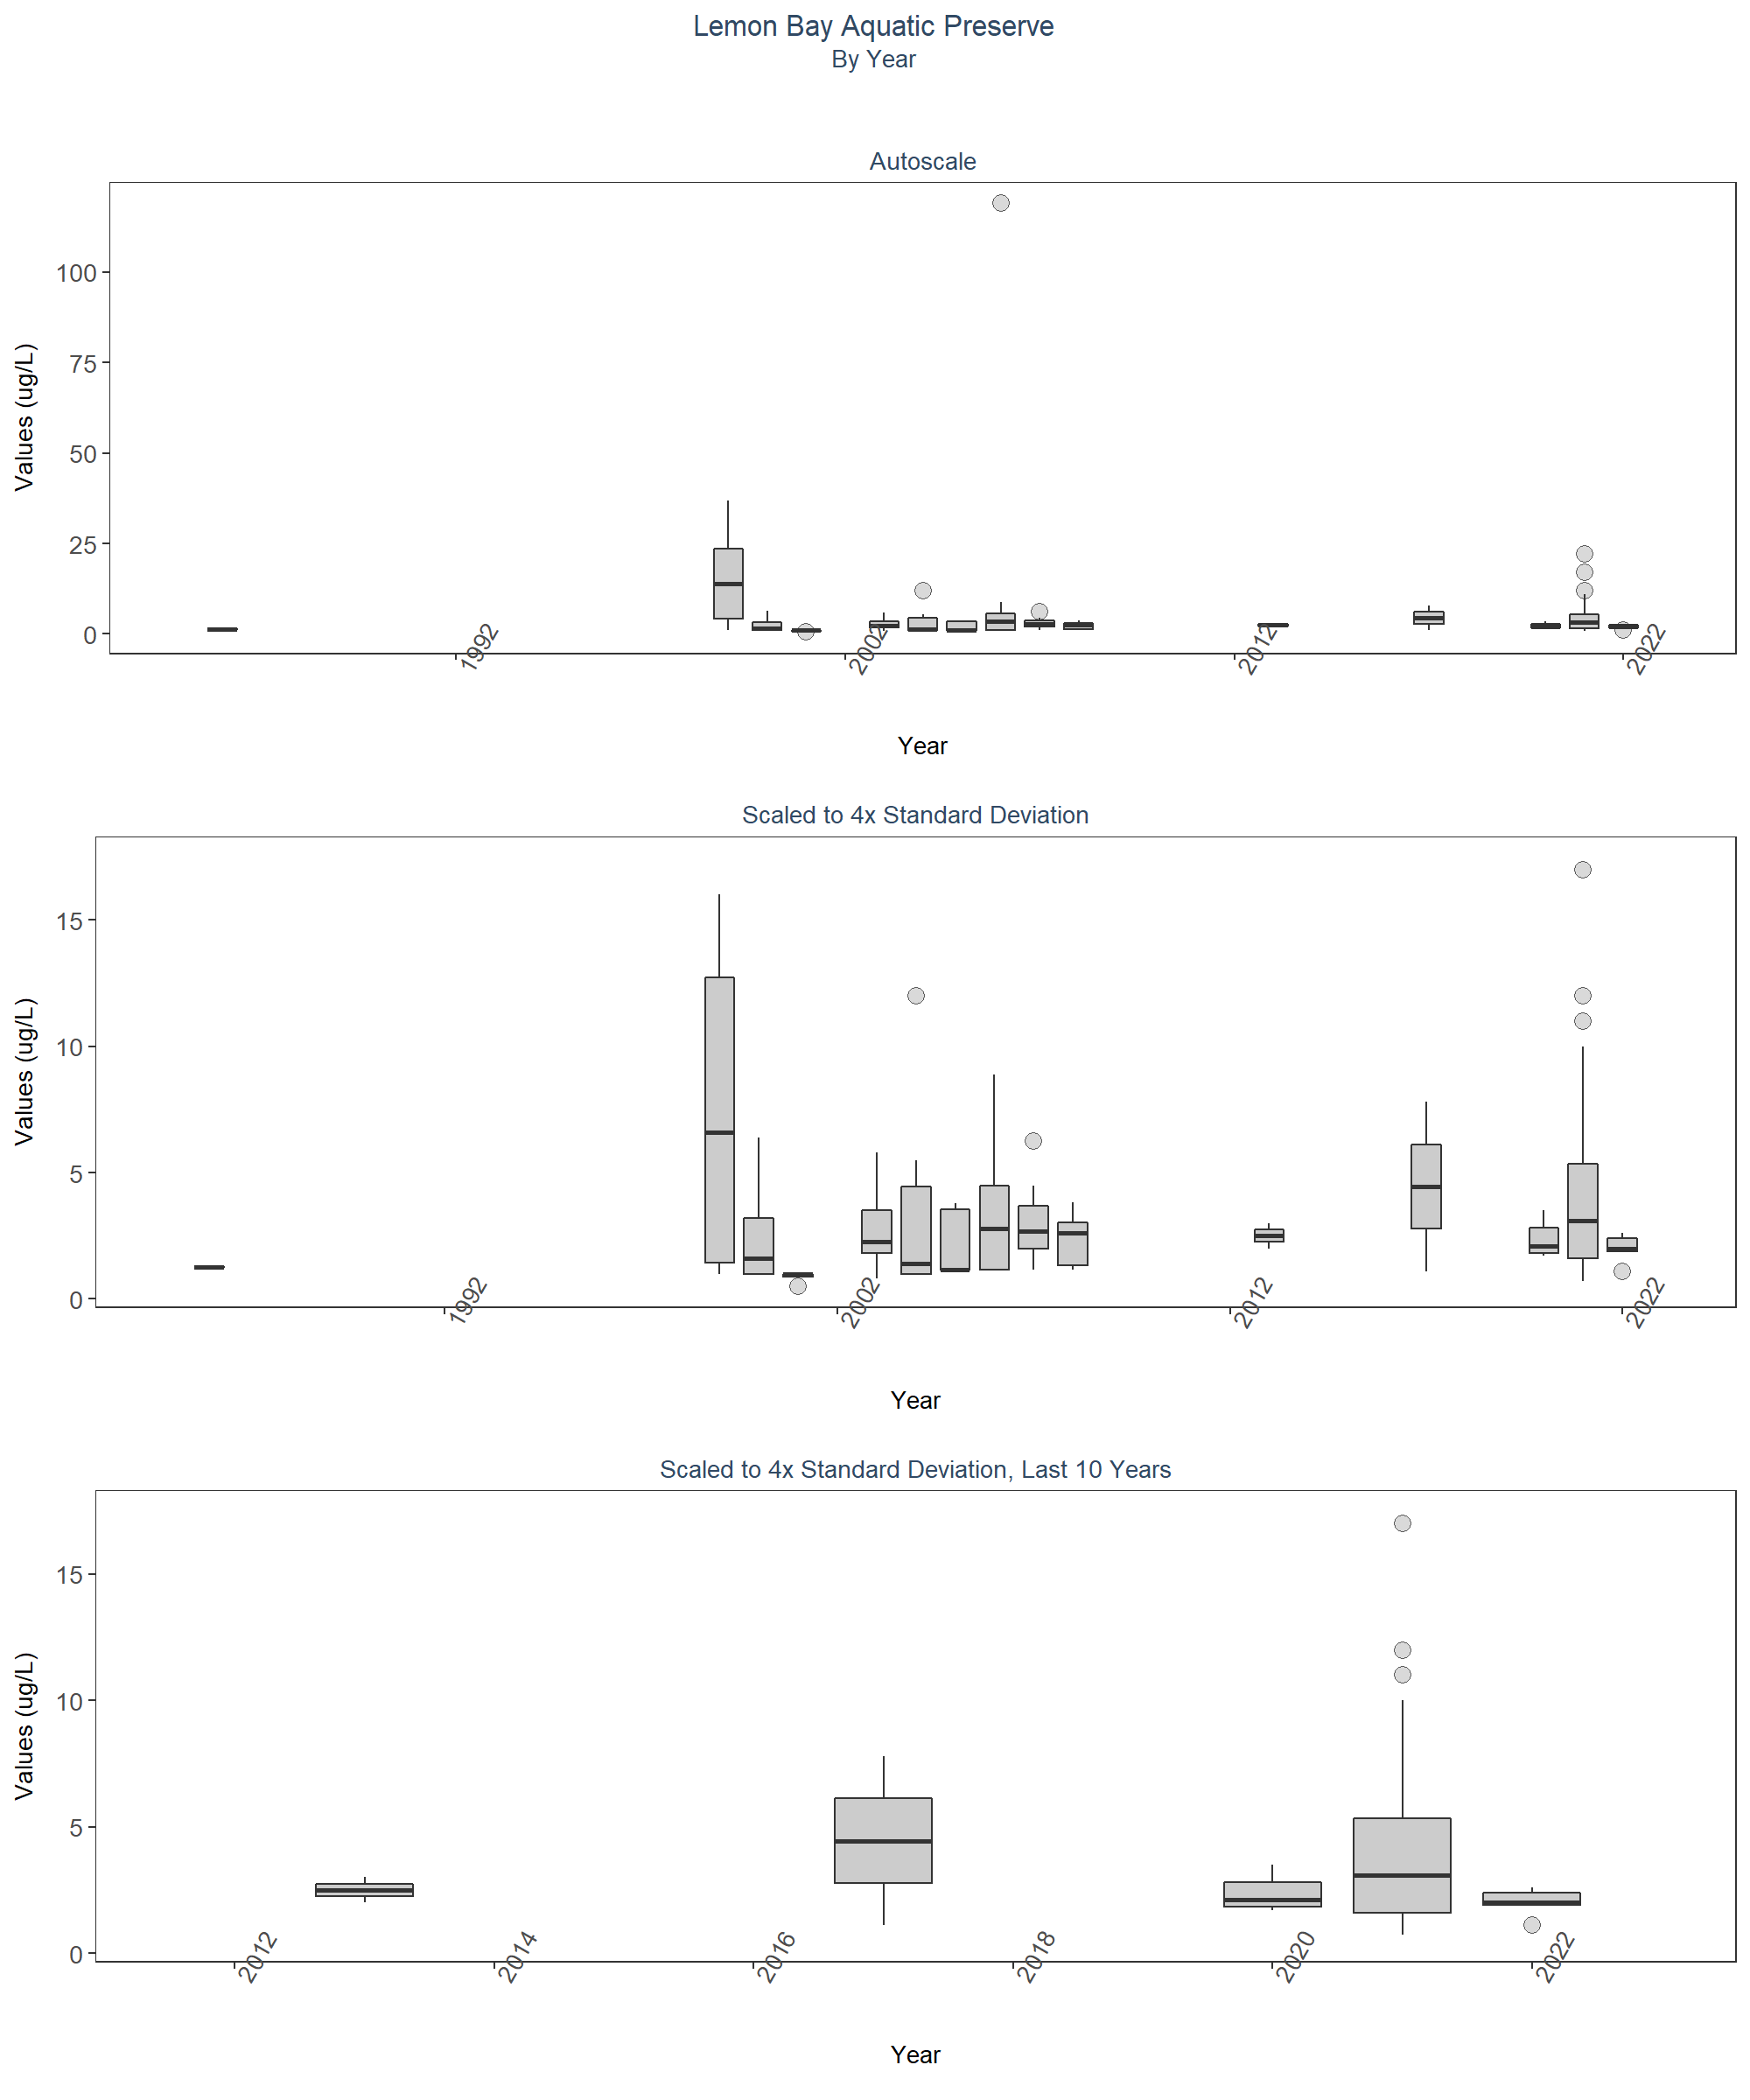 Lemon Bay Aquatic Preserve
By Year
Autoscale
Values (ug/L)
100
75
50
25
0
1992
2002
2012
2022
Year
Scaled to 4x Standard Deviation
Values (ug/L)
15
10
5
0
1992
2002
2012
2022
Year
Scaled to 4x Standard Deviation, Last 10 Years
Values (ug/L)
15
10
5
0
2012
2014
2016
2018
2020
2022
Year